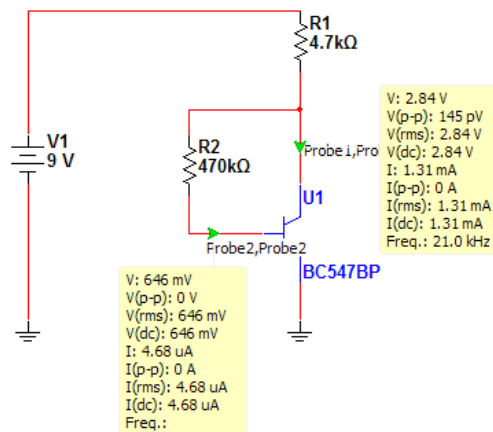 R1
4.7kΩ
V1
9 V
R2
470kΩ
Probe1,Pro
V: 2.84 V
V(p-p): 145 pV
V(rms): 2.84 V
V(dc): 2.84 V
I: 1.31 mA
I(p-p): 0 A
I(rms): 1.31 mA
I(dc): 1.31 mA
Freq.: 21.0 kHz
U1
Probe2,Probe2
BC547BP
V: 646 mV
V(p-p): 0 V
V(rms): 646 mV
V(dc): 646 mV
I: 4.68 uA
I(p-p): 0 A
I(rms): 4.68 uA
I(dc): 4.68 uA
Freq.: